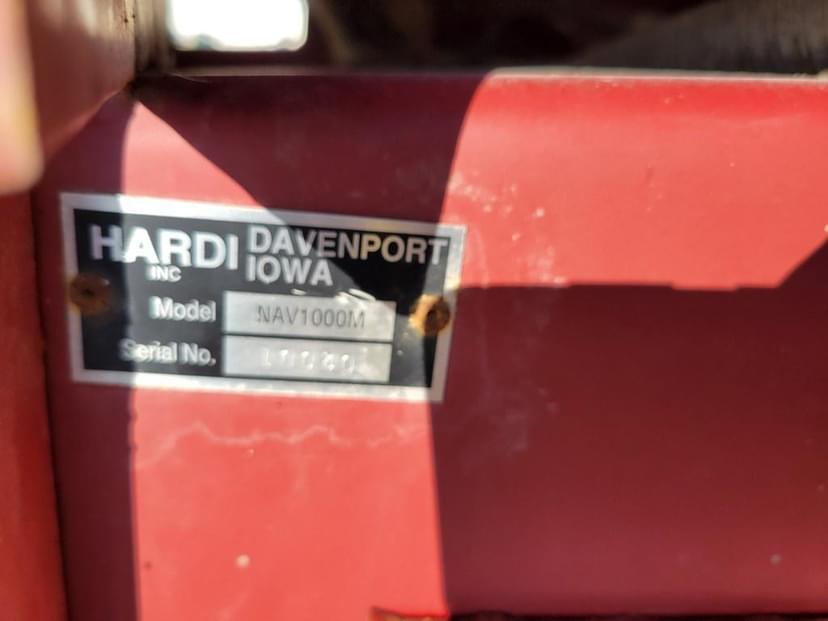 HARDI DAVENPORT
INC IOWA
Model NAV1000M
Serial No.